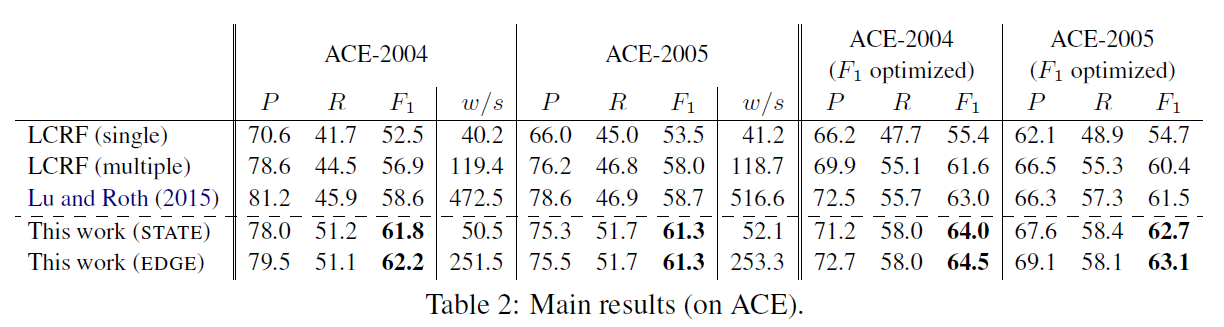 ACE-2004 ACE-2005 ACE-2004 (F1 optimized) ACE-2005 (F1 optimized)
P R F1 w/s P R F1 w/s P R F1 P R F1
LCRF (single) 70.6 41.7 52.5 40.2 66.0 45.0 53.5 41.2 66.2 47.7 55.4 62.1 48.9 54.7
LCRF (multiple) 78.6 44.5 56.9 119.4 76.2 46.8 58.0 118.7 69.9 55.1 61.6 66.5 55.3 60.4
Lu and Roth (2015) 81.2 45.9 58.6 472.5 78.6 46.9 58.7 516.6 72.5 55.7 63.0 66.3 57.3 61.5
This work (STATE) 78.0 51.2 61.8 50.5 75.3 51.7 61.3 52.1 71.2 58.0 64.0 67.6 58.4 62.7
This work (EDGE) 79.5 51.1 62.2 251.5 75.5 51.7 61.3 253.3 72.7 58.0 64.5 69.1 58.1 63.1
Table 2: Main results (on ACE).